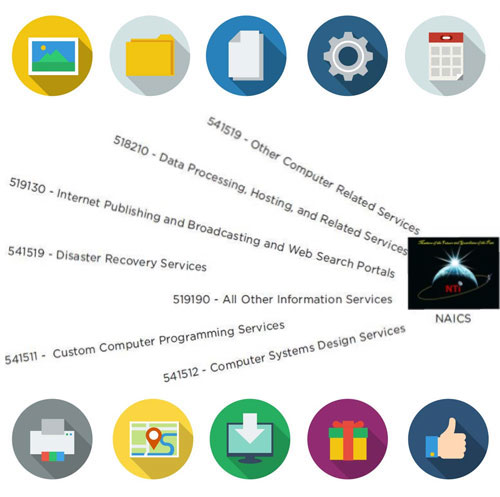 541519 - Other Computer Related Services
518210 - Data Processing, Hosting, and Related Services
519130 - Internet Publishing and Broadcasting and Web Search Portals
541519 - Disaster Recovery Services
519190 - All Other Information Services
541511 - Custom Computer Programming Services
541512 - Computer Systems Design Services
NTi
NAICS